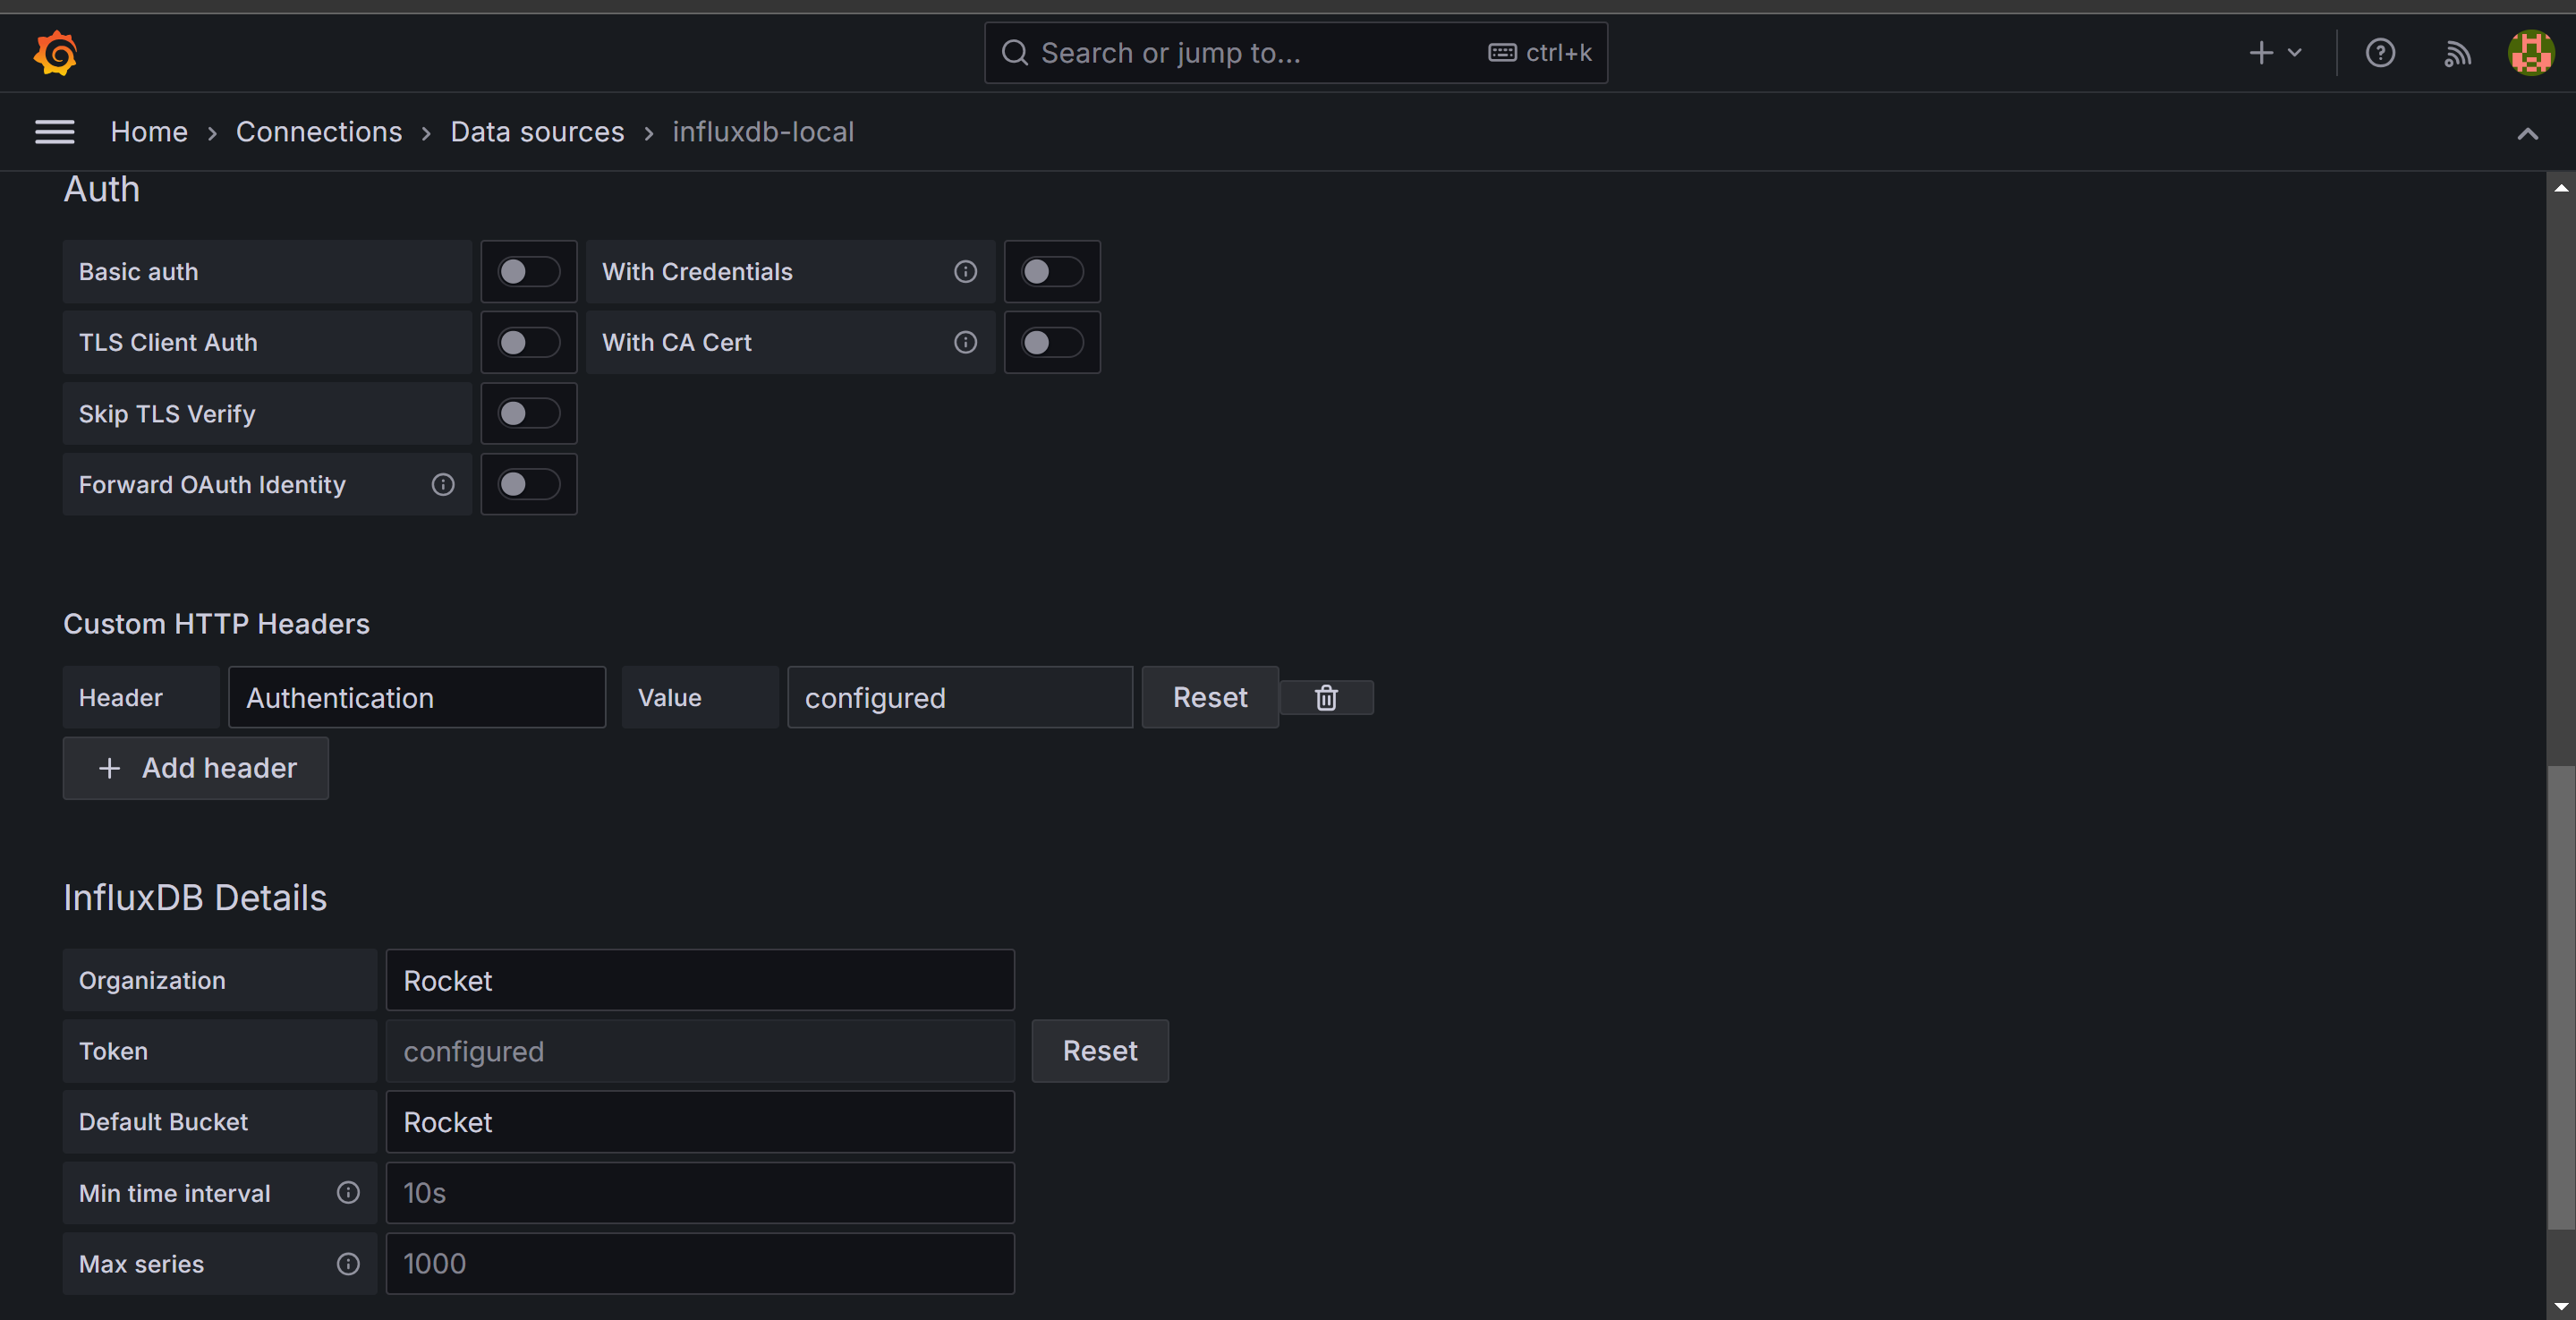 Search or jump to... ctrl+k
Home › Connections › Data sources › influxdb-local
Auth
Basic auth With Credentials
TLS Client Auth With CA Cert
Skip TLS Verify
Forward OAuth Identity
Custom HTTP Headers
Header Authentication Value configured Reset
+ Add header
InfluxDB Details
Organization Rocket
Token configured Reset
Default Bucket Rocket
Min time interval 10s
Max series 1000